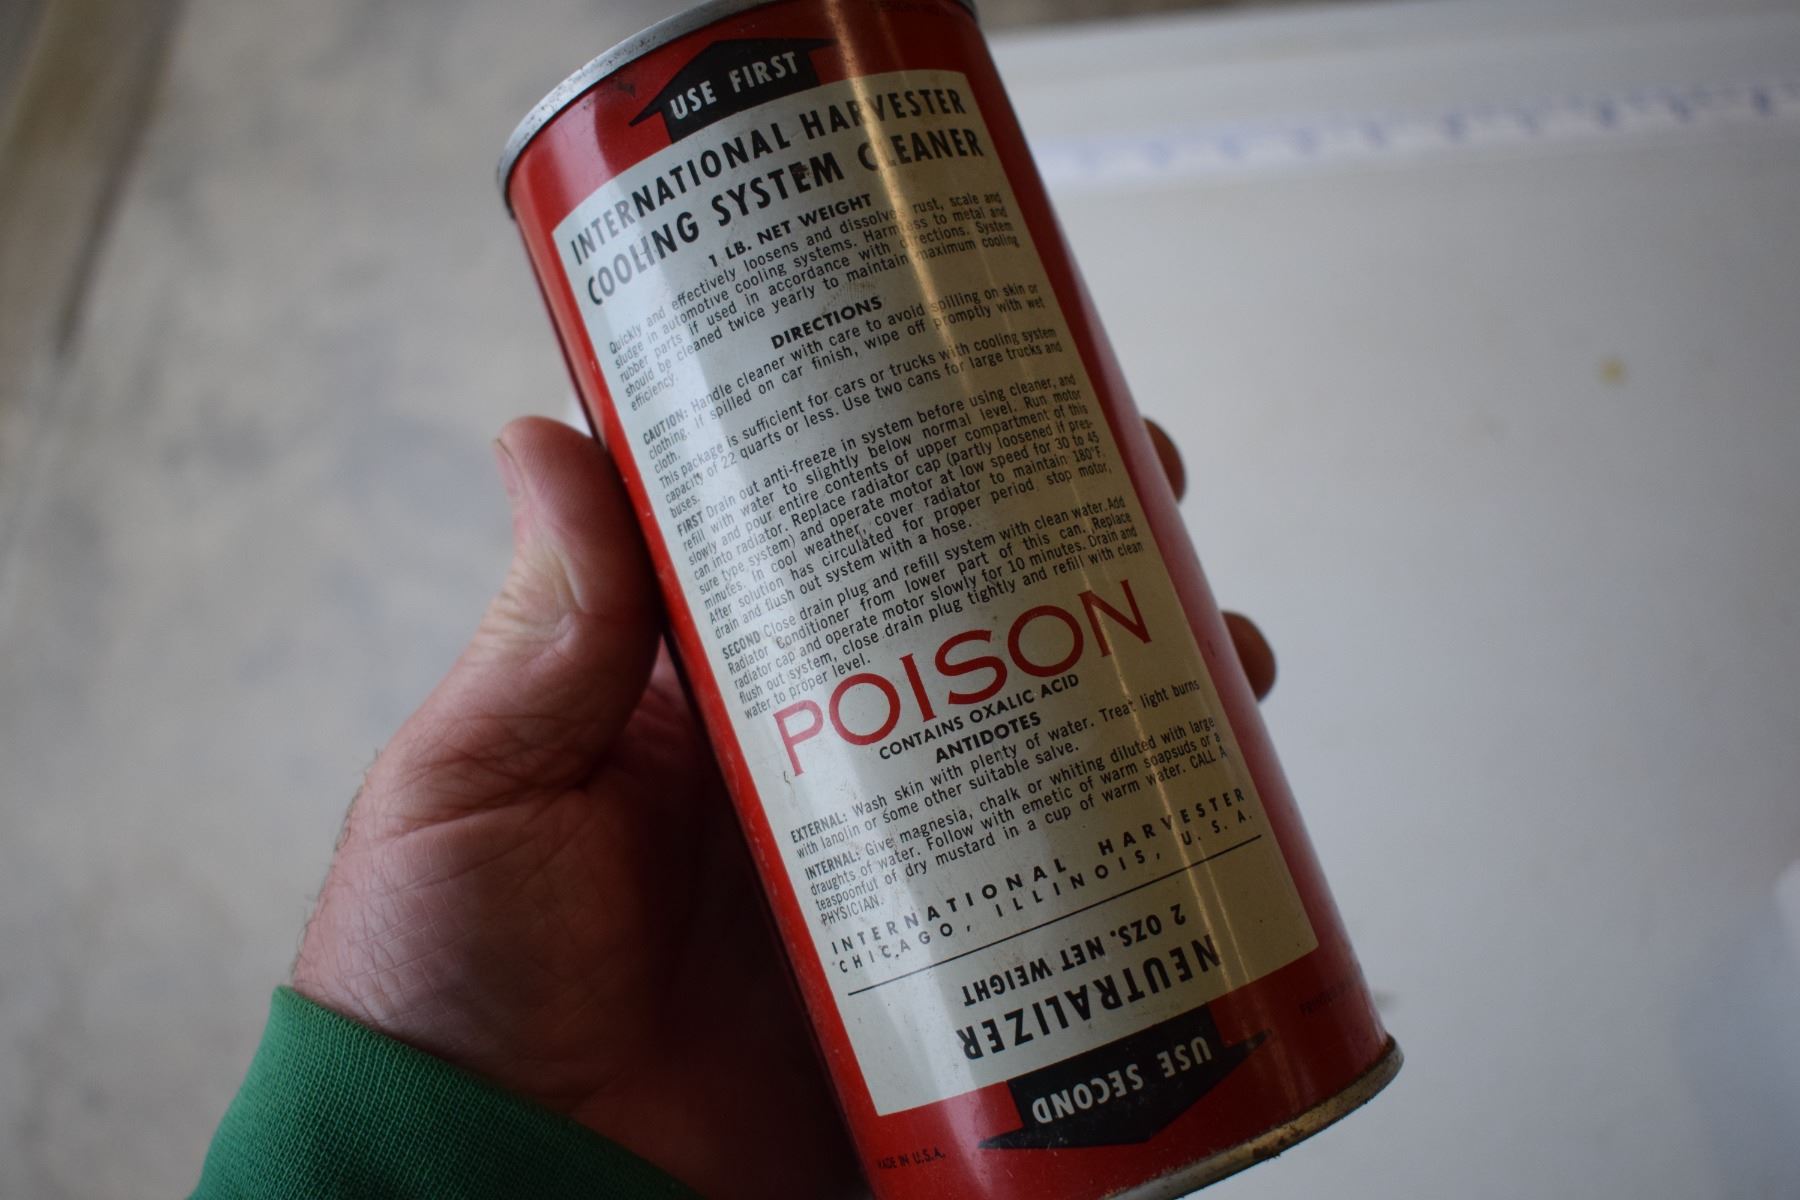 USE FIRST
INTERNATIONAL HARVESTER
COOLING SYSTEM CLEANER
1 LB. NET WEIGHT
Quickly and effectively loosens and dissolves rust, scale and
sludge in automotive cooling systems. Harmless to metal and
rubber parts if used in accordance with directions. System
should be cleaned twice yearly to maintain maximum cooling
efficiency.
DIRECTIONS
CAUTION: Handle cleaner with care to avoid spilling on skin or
clothing. If spilled on car finish, wipe off promptly with wet
cloth.
This package is sufficient for cars or trucks with cooling system
capacity of 22 quarts or less. Use two cans for large trucks and
buses.
FIRST Drain out anti-freeze in system before using cleaner, and
refill with water to slightly below normal level. Run motor
slowly and pour entire contents of upper compartment of this
can into radiator. Replace radiator cap (partly loosened if pres-
sure type system) and operate motor at low speed for 30 to 45
minutes. In cool weather, cover radiator to maintain 180°F.
After solution has circulated for proper period stop motor,
drain and flush out system with a hose.
SECOND Close drain plug and refill system with clean water. Add
Radiator Conditioner from lower part of this can. Replace
radiator cap and operate motor slowly for 10 minutes. Drain and
flush out system, close drain plug tightly and refill with clean
water to proper level.
POISON
CONTAINS OXALIC ACID
ANTIDOTES
EXTERNAL: Wash skin with plenty of water. Treat light burns
with lanolin or some other suitable salve.
INTERNAL: Give magnesia, chalk or whiting diluted with large
draughts of water. Follow with emetic of warm soapsuds or a
teaspoonful of dry mustard in a cup of warm water. CALL A
PHYSICIAN.
INTERNATIONAL HARVESTER
CHICAGO, ILLINOIS, U.S.A.
NEUTRALIZER
2 OZS. NET WEIGHT
USE SECOND
MADE IN U.S.A.